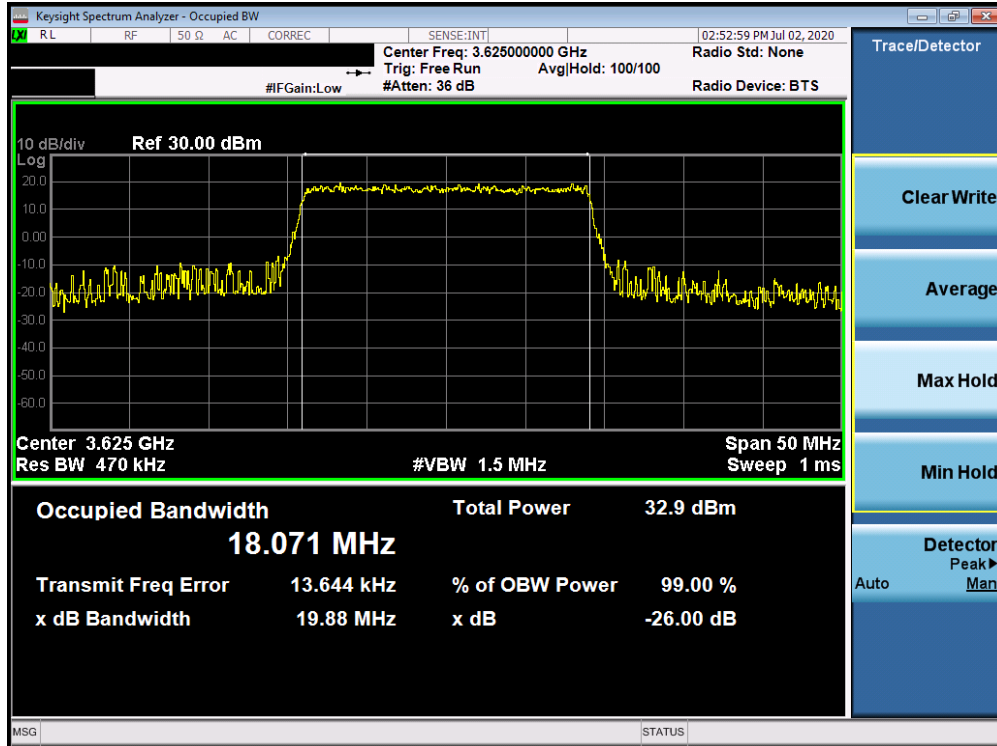 Keysight Spectrum Analyzer - Occupied BW
LXI RL RF 50 Ω AC CORREC SENSE:INT 02:52:59 PM Jul 02, 2020
Center Freq: 3.625000000 GHz Radio Std: None
Trig: Free Run Avg|Hold: 100/100
#IFGain:Low #Atten: 36 dB Radio Device: BTS
10 dB/div Ref 30.00 dBm
Log
20.0
10.0
0.00
-10.0
-20.0
-30.0
-40.0
-50.0
-60.0
Center 3.625 GHz Span 50 MHz
Res BW 470 kHz #VBW 1.5 MHz Sweep 1 ms
Occupied Bandwidth Total Power 32.9 dBm
18.071 MHz
Transmit Freq Error 13.644 kHz % of OBW Power 99.00 %
x dB Bandwidth 19.88 MHz x dB -26.00 dB
MSG STATUS
Trace/Detector
Clear Write
Average
Max Hold
Min Hold
Detector
Peak▶
Auto Man